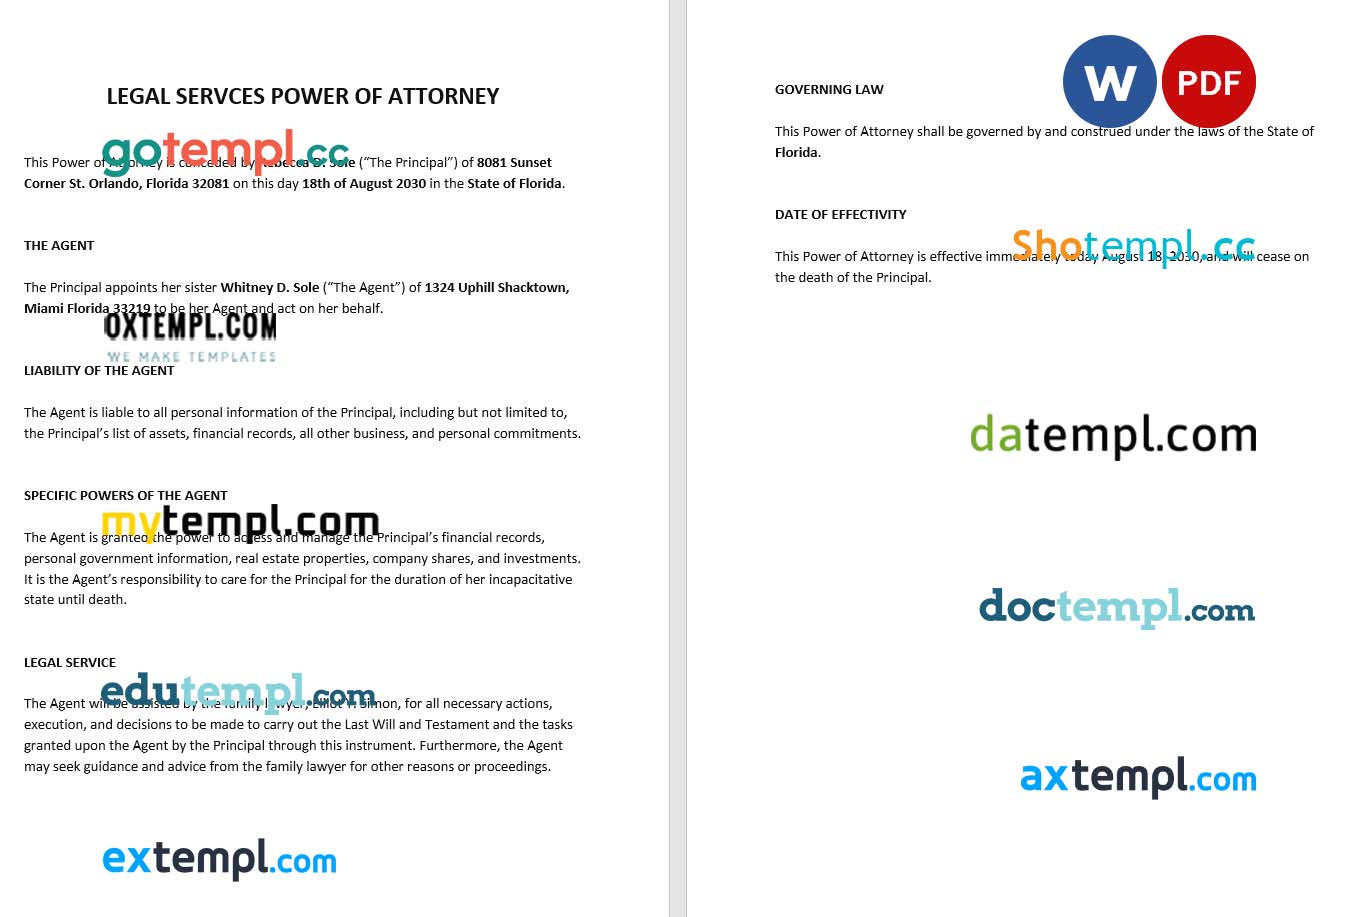 LEGAL SERVCES POWER OF ATTORNEY
gotempl.cc
This Power of Attorney is conceded by Rebecca D. Sole (“The Principal”) of 8081 Sunset
Corner St. Orlando, Florida 32081 on this day 18th of August 2030 in the State of Florida.
THE AGENT
The Principal appoints her sister Whitney D. Sole (“The Agent”) of 1324 Uphill Shacktown,
Miami Florida 33219 to be her Agent and act on her behalf.
OXTEMPL.COM
WE MAKE TEMPLATES
LIABILITY OF THE AGENT
The Agent is liable to all personal information of the Principal, including but not limited to,
the Principal’s list of assets, financial records, all other business, and personal commitments.
SPECIFIC POWERS OF THE AGENT
mytempl.com
The Agent is granted the power to access and manage the Principal’s financial records,
personal government information, real estate properties, company shares, and investments.
It is the Agent’s responsibility to care for the Principal for the duration of her incapacitative
state until death.
LEGAL SERVICE
edutempl.com
The Agent will be assisted by the family lawyer, Elliot Y. Simon, for all necessary actions,
execution, and decisions to be made to carry out the Last Will and Testament and the tasks
granted upon the Agent by the Principal through this instrument. Furthermore, the Agent
may seek guidance and advice from the family lawyer for other reasons or proceedings.
extempl.com
W PDF
GOVERNING LAW
This Power of Attorney shall be governed by and construed under the laws of the State of
Florida.
DATE OF EFFECTIVITY
Shotempl.cc
This Power of Attorney is effective immediately today August 18, 2030, and will cease on
the death of the Principal.
datempl.com
doctempl.com
axtempl.com